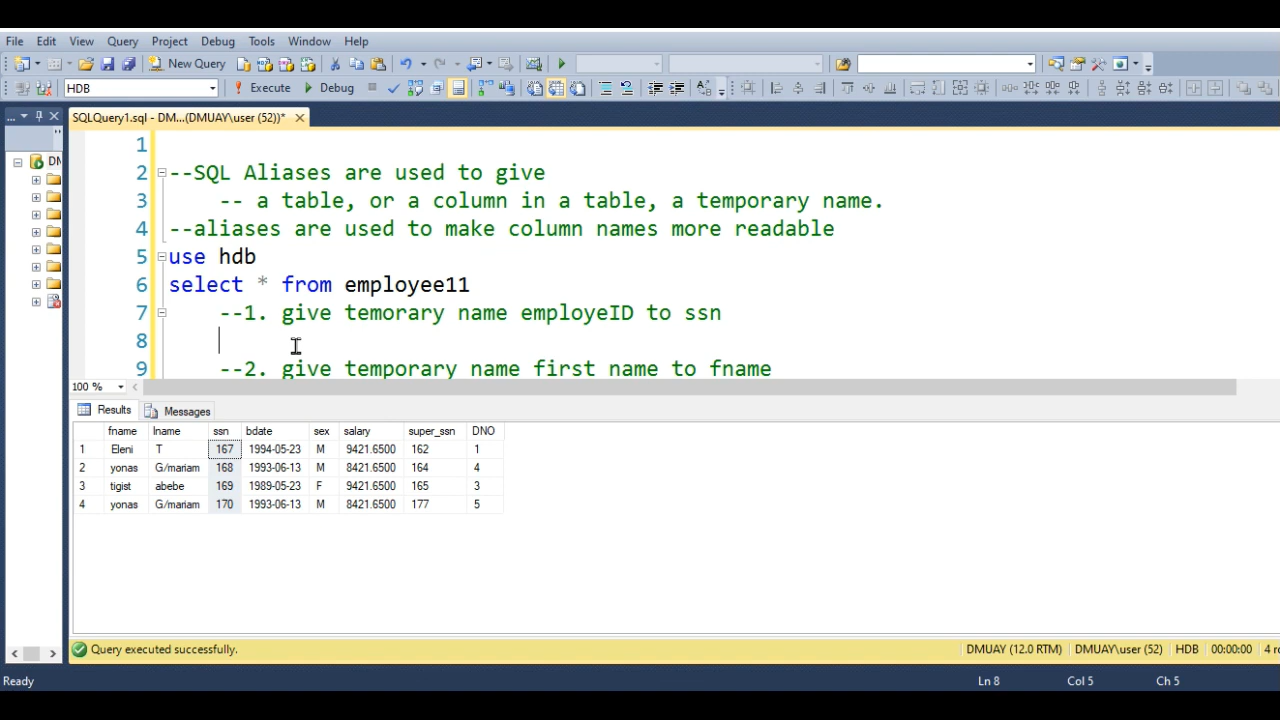 File Edit View Query Project Debug Tools Window Help
New Query
HDB Execute Debug
SQLQuery1.sql - DM...(DMUAY\user (52))*
1
2 --SQL Aliases are used to give
3 -- a table, or a column in a table, a temporary name.
4 --aliases are used to make column names more readable
5 use hdb
6 select * from employee11
7 --1. give temorary name employeID to ssn
8
9 --2. give temporary name first name to fname
100 %
Results Messages
fname lname ssn bdate sex salary super_ssn DNO
1 Eleni T 167 1994-05-23 M 9421.6500 162 1
2 yonas G/mariam 168 1993-06-13 M 8421.6500 164 4
3 tigist abebe 169 1989-05-23 F 9421.6500 165 3
4 yonas G/mariam 170 1993-06-13 M 8421.6500 177 5
Query executed successfully. DMUAY (12.0 RTM) DMUAY\user (52) HDB 00:00:00 4
Ready Ln 8 Col 5 Ch 5